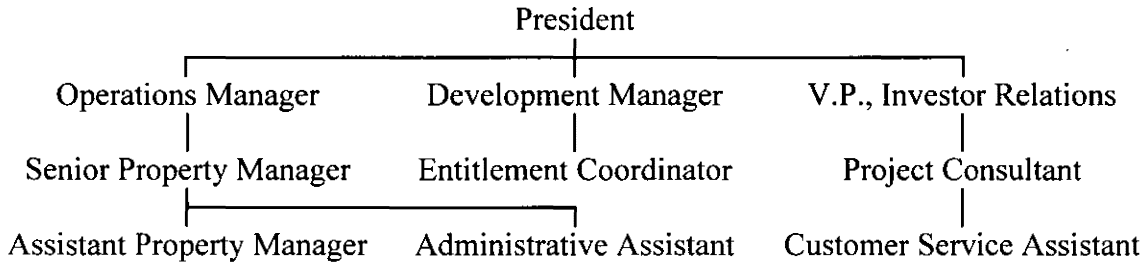 President
Operations Manager Development Manager V.P., Investor Relations
Senior Property Manager Entitlement Coordinator Project Consultant
Assistant Property Manager Administrative Assistant Customer Service Assistant